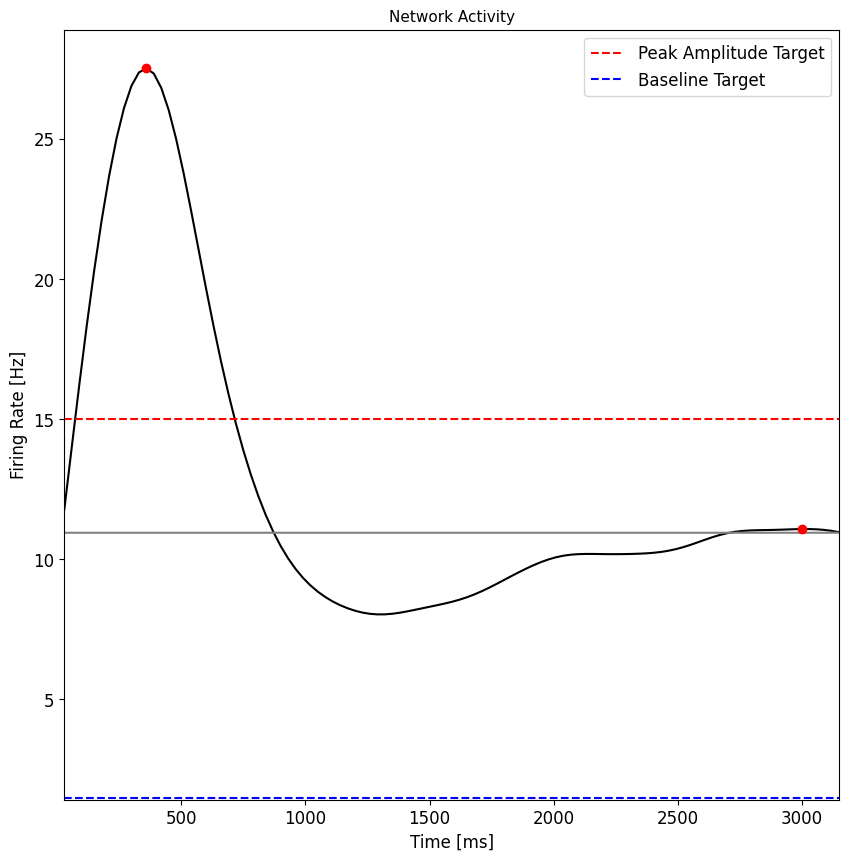 Network Activity
Peak Amplitude Target
Baseline Target
Firing Rate [Hz]
25
20
15
10
5
500
1000
1500
2000
2500
3000
Time [ms]